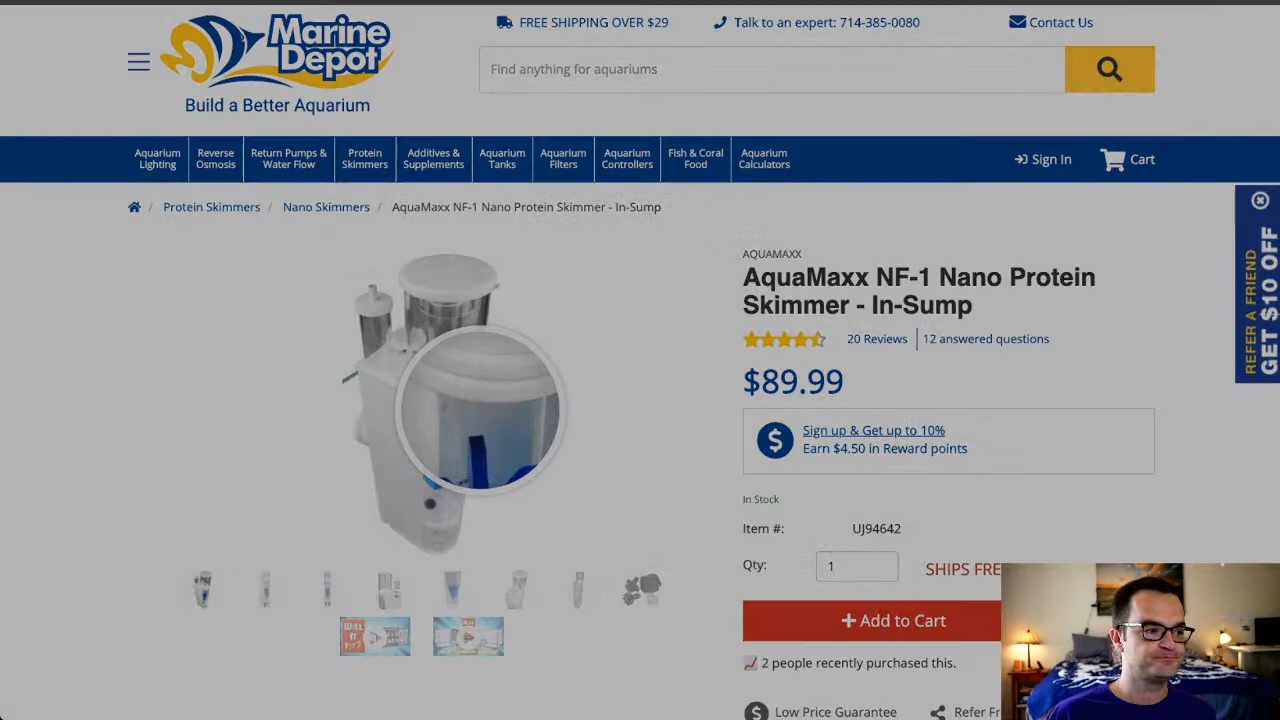 FREE SHIPPING OVER $29
Talk to an expert: 714-385-0080
Contact Us
Marine Depot
Build a Better Aquarium
Find anything for aquariums
Aquarium Lighting
Reverse Osmosis
Return Pumps & Water Flow
Protein Skimmers
Additives & Supplements
Aquarium Tanks
Aquarium Filters
Aquarium Controllers
Fish & Coral Food
Aquarium Calculators
Sign In
Cart
/ Protein Skimmers / Nano Skimmers / AquaMaxx NF-1 Nano Protein Skimmer - In-Sump
REFER A FRIEND
GET $10 OFF
AQUAMAXX
AquaMaxx NF-1 Nano Protein
Skimmer - In-Sump
20 Reviews
12 answered questions
$89.99
Sign up & Get up to 10%
Earn $4.50 in Reward points
In Stock
Item #: UJ94642
Qty: 1
SHIPS FRE
+ Add to Cart
2 people recently purchased this.
Low Price Guarantee
Refer Fr
WILL IT FIT?